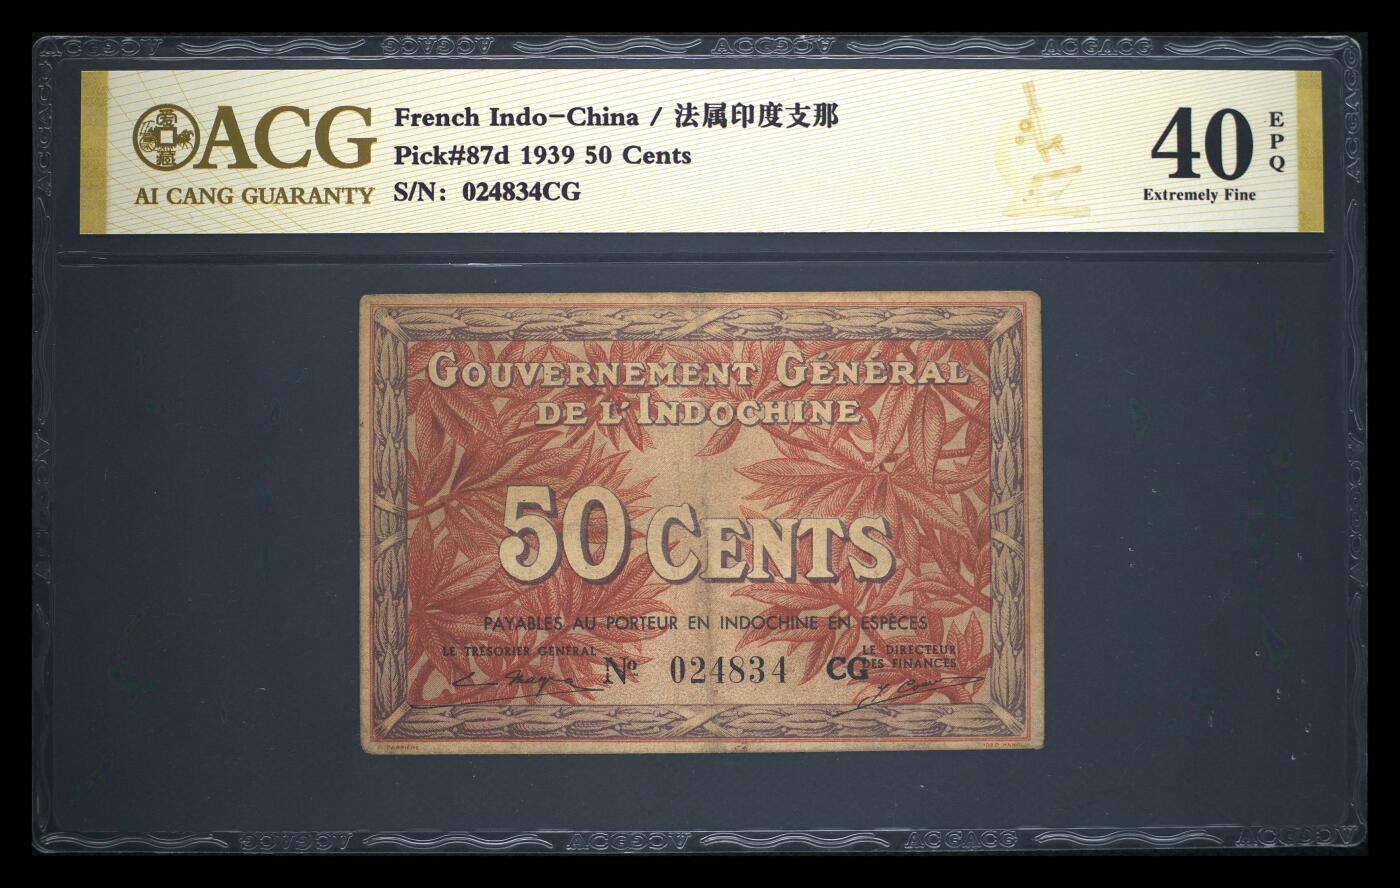 ACG
AI CANG GUARANTY
French Indo-China / 法属印度支那
Pick#87d 1939 50 Cents
S/N: 024834CG
40
EPQ
Extremely Fine
GOUVERNEMENT GÉNÉRAL
DE L'INDOCHINE
50 CENTS
PAYABLES AU PORTEUR EN INDOCHINE EN ESPÈCES
LE TRÉSORIER GÉNÉRAL
LE DIRECTEUR
DES FINANCES
Nº 024834 CG